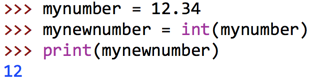 >>> mynumber = 12.34
>>> mynewnumber = int(mynumber)
>>> print(mynewnumber)
12